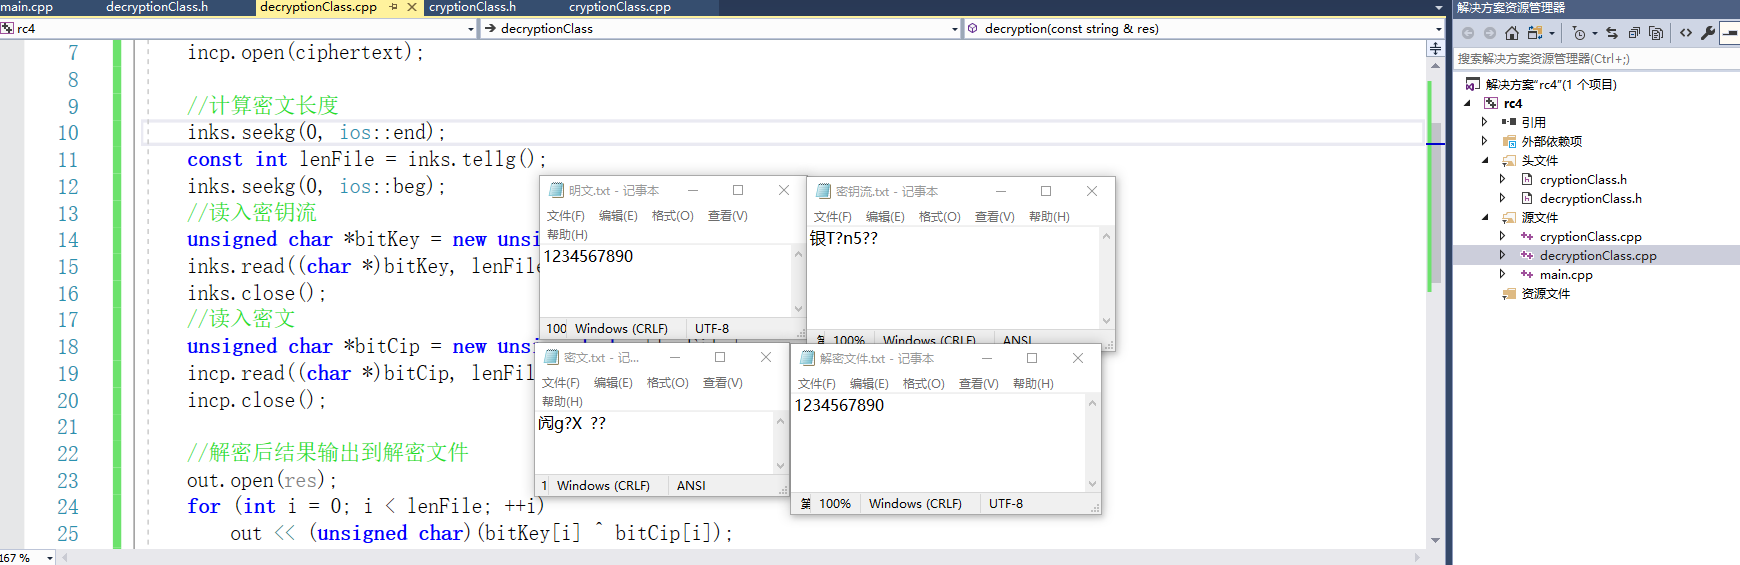 main.cpp decryptionClass.h decryptionClass.cpp cryptionClass.h cryptionClass.cpp
rc4 decryptionClass decryption(const string & res)
7 incp.open(ciphertext);
8
9 //计算密文长度
10 inks.seekg(0, ios::end);
11 const int lenFile = inks.tellg();
12 inks.seekg(0, ios::beg);
13 //读入密钥流
14 unsigned char *bitKey = new unsi
15 inks.read((char *)bitKey, lenFile
16 inks.close();
17 //读入密文
18 unsigned char *bitCip = new uns
19 incp.read((char *)bitCip, lenFil
20 incp.close();
21
22 //解密后结果输出到解密文件
23 out.open(res);
24 for (int i = 0; i < lenFile; ++i)
25 out << (unsigned char)(bitKey[i] ^ bitCip[i]);
167 %
明文.txt - 记事本
文件(F) 编辑(E) 格式(O) 查看(V)
帮助(H)
1234567890
100 Windows (CRLF) UTF-8
密钥流.txt - 记事本
文件(F) 编辑(E) 格式(O) 查看(V) 帮助(H)
银T?n5??
100% Windows (CRLF) ANSI
密文.txt - 记...
文件(F) 编辑(E) 格式(O) 查看(V)
帮助(H)
g?X ??
1 Windows (CRLF) ANSI
解密文件.txt - 记事本
文件(F) 编辑(E) 格式(O) 查看(V) 帮助(H)
1234567890
100% Windows (CRLF) UTF-8
解决方案资源管理器
搜索解决方案资源管理器(Ctrl+;)
解决方案"rc4"(1 个项目)
rc4
引用
外部依赖项
头文件
cryptionClass.h
decryptionClass.h
源文件
cryptionClass.cpp
decryptionClass.cpp
main.cpp
资源文件